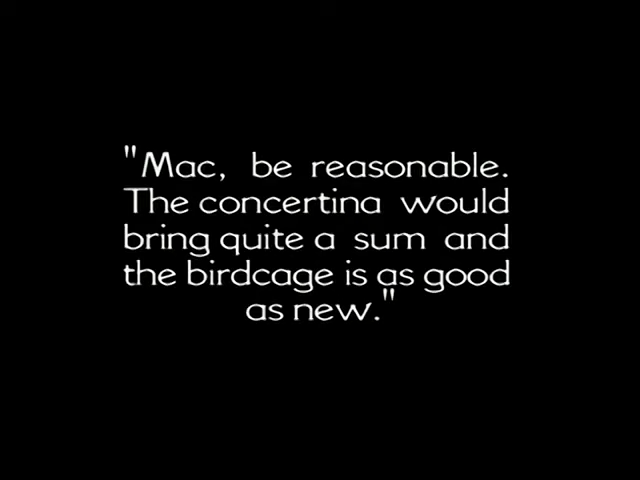 "Mac, be reasonable.
The concertina would
bring quite a sum and
the birdcage is as good
as new."